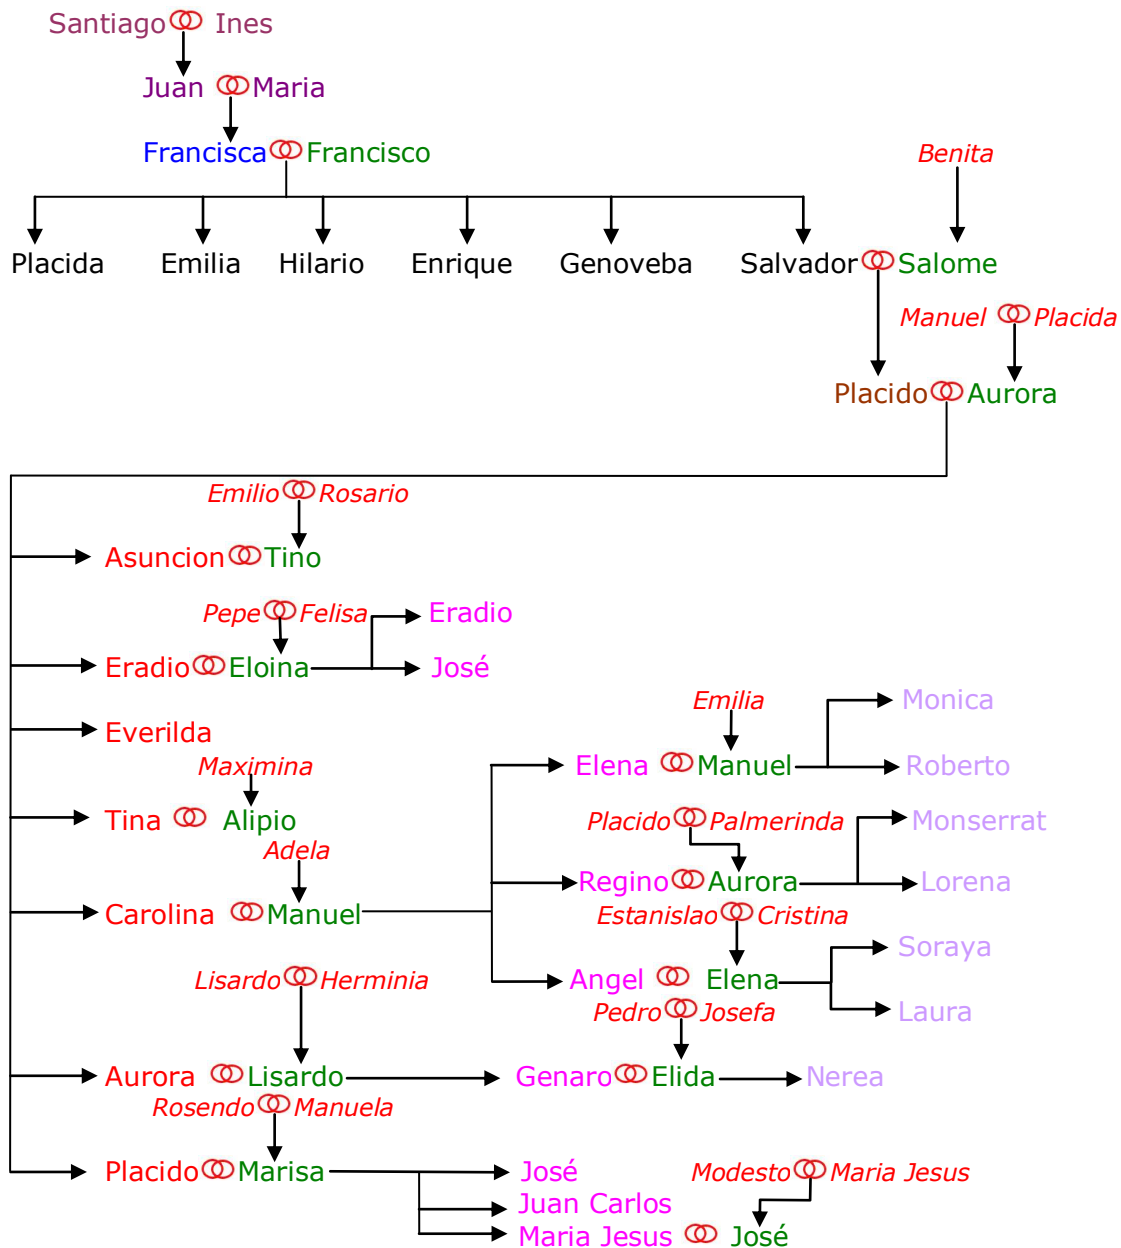 Santiago Ines
Juan Maria
Francisca Francisco
Benita
Placida Emilia Hilario Enrique Genoveba Salvador Salome
Manuel Placida
Placido Aurora
Emilio Rosario
Asuncion Tino
Pepe Felisa Eradio
Eradio Eloina José
Emilia Monica
Everilda
Maximina Elena Manuel Roberto
Tina Alipio Placido Palmerinda Monserrat
Adela
Regino Aurora Lorena
Carolina Manuel Estanislao Cristina
Soraya
Lisardo Herminia Angel Elena
Pedro Josefa Laura
Aurora Lisardo Genaro Elida Nerea
Rosendo Manuela
Placido Marisa José Modesto Maria Jesus
Juan Carlos
Maria Jesus José